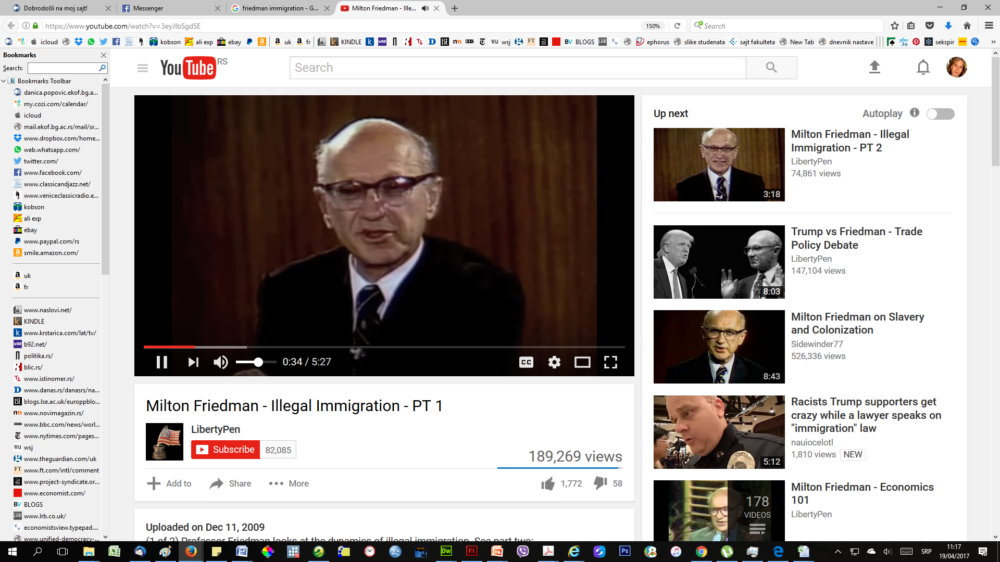 Dobrodošli na moj sajt!
Messenger
friedman immigration - G...
Milton Friedman - Ille...
https://www.youtube.com/watch?v=3eyJIbSgdSE
150%
Search
icloud
kobson
ali exp
ebay
uk
fr
KINDLE
wsj
BLOGS
ephorus
slike studenata
sajt fakulteta
New Tab
dnevnik nastave
sekspir
Bookmarks
Search:
Bookmarks Toolbar
danica.popovic.ekof.bg.a...
my.cozi.com/calendar/
icloud
mail.ekof.bg.ac.rs/mail/sr...
www.dropbox.com/home...
web.whatsapp.com/
twitter.com/
www.facebook.com/
www.classicandjazz.net/
www.veniceclassicradio.e...
kobson
ali exp
ebay
www.paypal.com/rs
smile.amazon.com/
uk
fr
www.naslovi.net/
KINDLE
www.krstarica.com/lat/tv/
b92.net/
politika.rs/
blic.rs/
www.istinomer.rs/
www.danas.rs/danasrs/na...
blogs.lse.ac.uk/europpblo...
www.novimagazin.rs/
www.bbc.com/news/worl...
www.nytimes.com/pages...
wsj
www.theguardian.com/uk
www.ft.com/intl/comment
www.project-syndicate.or...
www.economist.com/
BLOGS
www.lrb.co.uk/
economistsview.typepad....
www.unified-democracy-...
YouTube RS
Search
0:34 / 5:27
CC
Milton Friedman - Illegal Immigration - PT 1
LibertyPen
Subscribe 82,085
189,269 views
Add to
Share
More
1,772
58
Uploaded on Dec 11, 2009
(1 of 2) Professor Friedman looks at the dynamics of illegal immigration. See part two:
Up next
Autoplay
Milton Friedman - Illegal
Immigration - PT 2
LibertyPen
74,861 views
3:18
Trump vs Friedman - Trade
Policy Debate
LibertyPen
147,104 views
8:03
Milton Friedman on Slavery
and Colonization
Sidewinder77
526,336 views
8:43
Racists Trump supporters get
crazy while a lawyer speaks on
"immigration" law
nauiocelotl
1,810 views NEW
5:12
Milton Friedman - Economics
101
LibertyPen
178
VIDEOS
SRP
11:17
19/04/2017